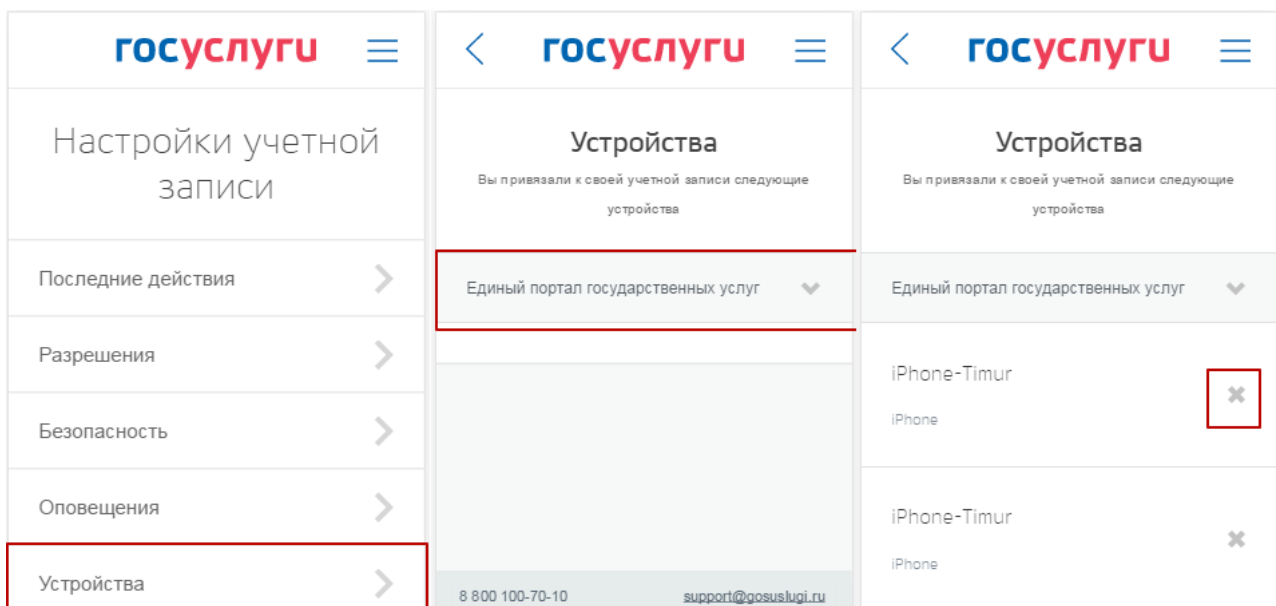 госуслуги
Настройки учетной
записи
Последние действия
Разрешения
Безопасность
Оповещения
Устройства
госуслуги
Устройства
Вы привязали к своей учетной записи следующие
устройства
Единый портал государственных услуг
8 800 100-70-10
support@gosuslugi.ru
госуслуги
Устройства
Вы привязали к своей учетной записи следующие
устройства
Единый портал государственных услуг
iPhone-Timur
iPhone
iPhone-Timur
iPhone